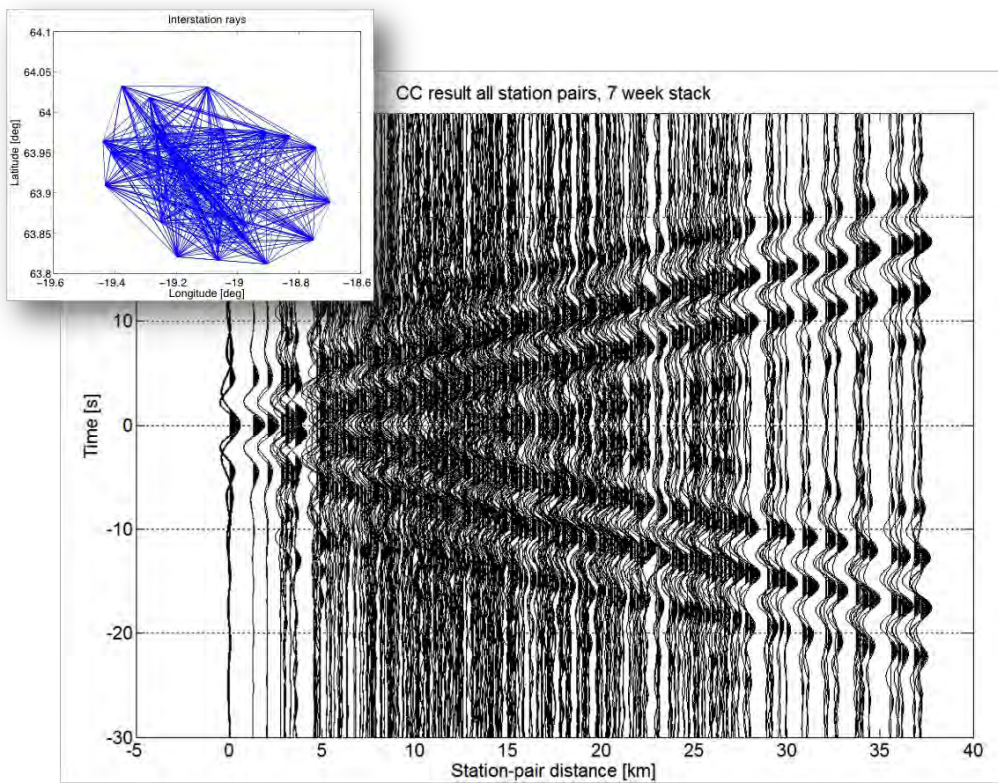 Interstation rays
64.1
64.05
64
63.95
63.9
63.85
63.8
Latitude [deg]
-19.6 -19.4 -19.2 -19 -18.8 -18.6
Longitude [deg]
CC result all station pairs, 7 week stack
10
0
-10
-20
-30
Time [s]
-5 0 5 10 15 20 25 30 35 40
Station-pair distance [km]